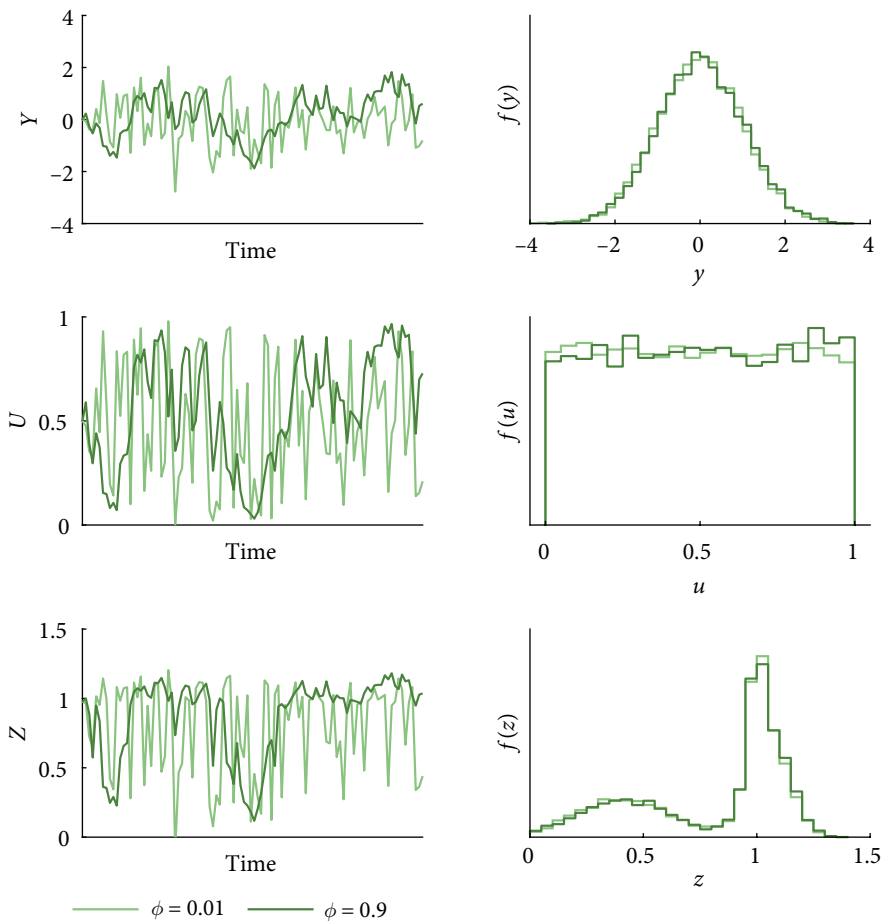 4
2
0
−2
−4
Y
Time
f(y)
−4 −2 0 2 4
y
1
0.5
0
U
Time
f(u)
0 0.5 1
u
1.5
1
0.5
0
Z
Time
f(z)
0 0.5 1 1.5
z
ϕ = 0.01 ϕ = 0.9